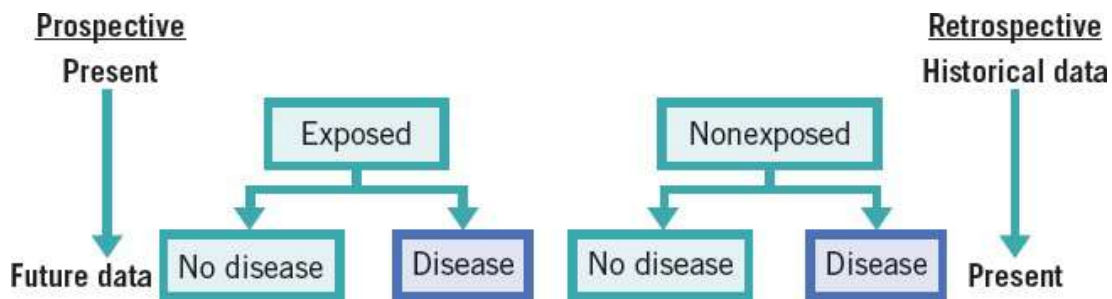 Prospective
Present
Future data
Exposed
Nonexposed
No disease
Disease
No disease
Disease
Retrospective
Historical data
Present